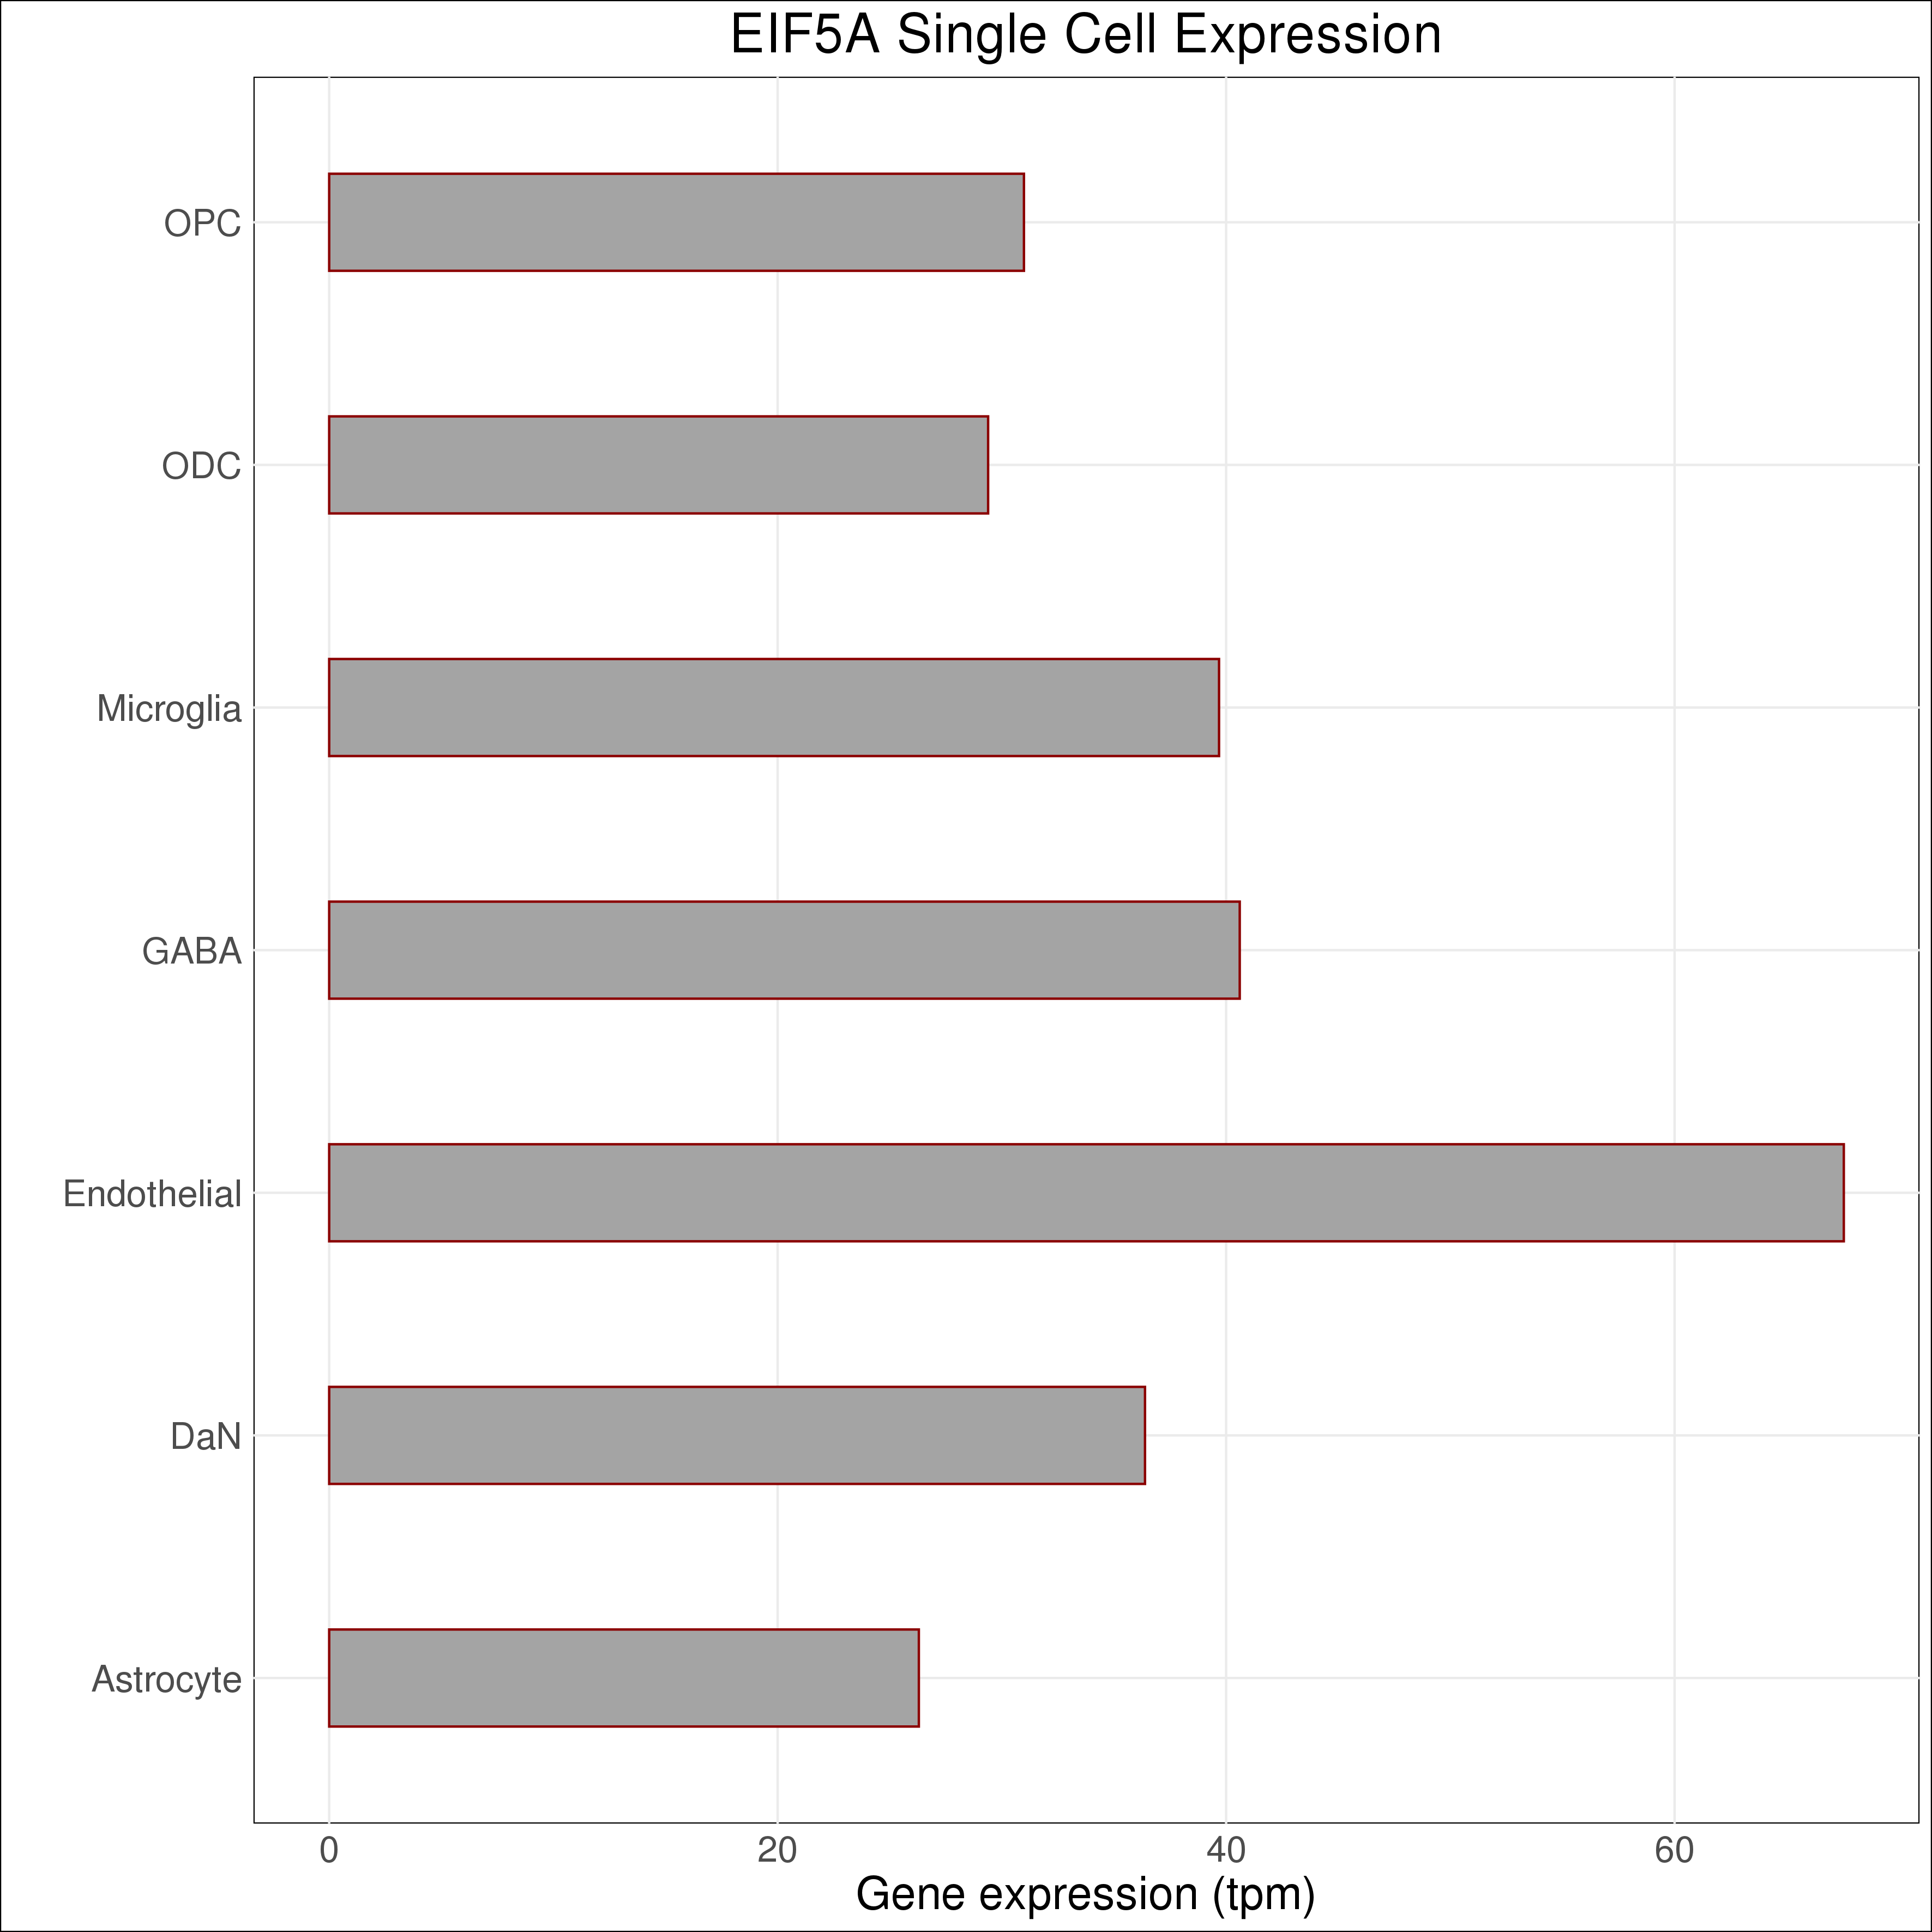 EIF5A Single Cell Expression
OPC
ODC
Microglia
GABA
Endothelial
DaN
Astrocyte
0 20 40 60
Gene expression (tpm)